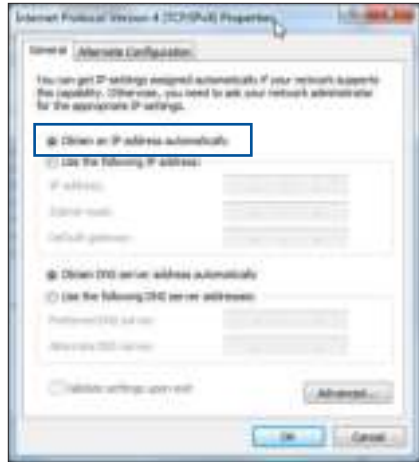 Internet Protocol Version 4 (TCP/IPv4) Properties
General
Alternate Configuration
You can get IP settings assigned automatically if your network supports
this capability. Otherwise, you need to ask your network administrator
for the appropriate IP settings.
Obtain an IP address automatically
Use the following IP address:
IP address:
Subnet mask:
Default gateway:
Obtain DNS server address automatically
Use the following DNS server addresses:
Preferred DNS server:
Alternate DNS server:
Validate settings upon exit
Advanced...
OK
Cancel